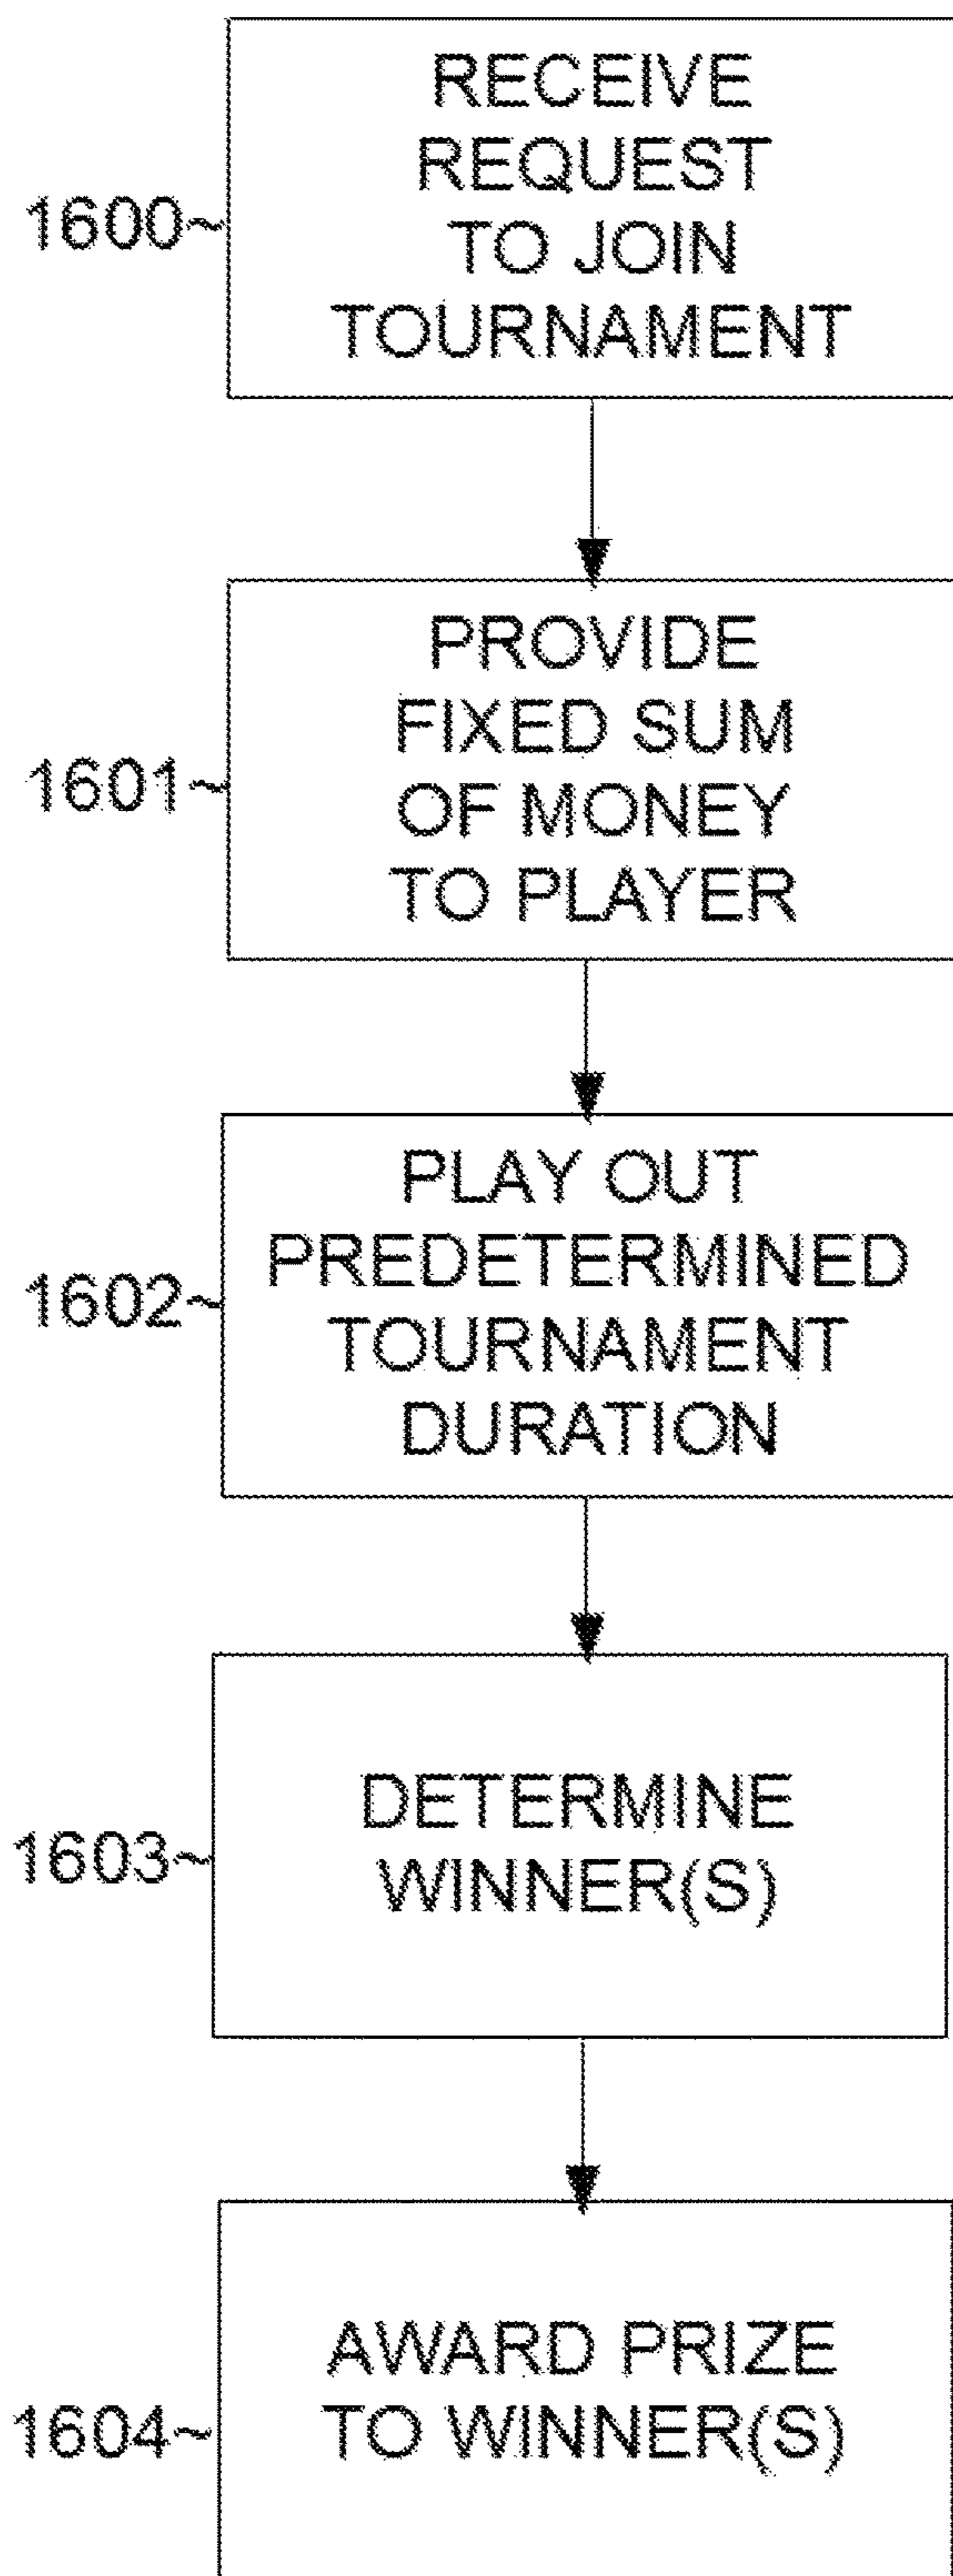 RECEIVE
REQUEST
1600~ TO JOIN
TOURNAMENT
PROVIDE
FIXED SUM
1601~ OF MONEY
TO PLAYER
PLAY OUT
PREDETERMINED
1602~ TOURNAMENT
DURATION
DETERMINE
1603~ WINNER(S)
AWARD PRIZE
1604~ TO WINNER(S)